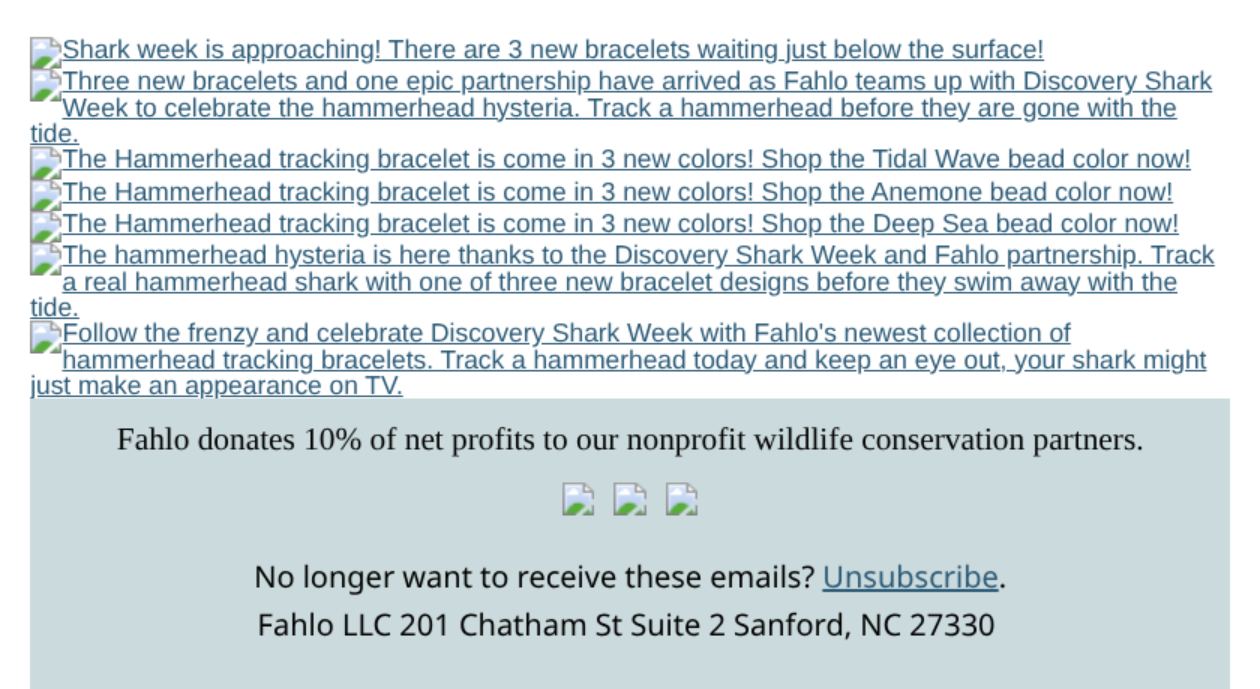 Shark week is approaching! There are 3 new bracelets waiting just below the surface!
Three new bracelets and one epic partnership have arrived as Fahlo teams up with Discovery Shark
Week to celebrate the hammerhead hysteria. Track a hammerhead before they are gone with the
tide.
The Hammerhead tracking bracelet is come in 3 new colors! Shop the Tidal Wave bead color now!
The Hammerhead tracking bracelet is come in 3 new colors! Shop the Anemone bead color now!
The Hammerhead tracking bracelet is come in 3 new colors! Shop the Deep Sea bead color now!
The hammerhead hysteria is here thanks to the Discovery Shark Week and Fahlo partnership. Track
a real hammerhead shark with one of three new bracelet designs before they swim away with the
tide.
Follow the frenzy and celebrate Discovery Shark Week with Fahlo's newest collection of
hammerhead tracking bracelets. Track a hammerhead today and keep an eye out, your shark might
just make an appearance on TV.
Fahlo donates 10% of net profits to our nonprofit wildlife conservation partners.
No longer want to receive these emails? Unsubscribe.
Fahlo LLC 201 Chatham St Suite 2 Sanford, NC 27330